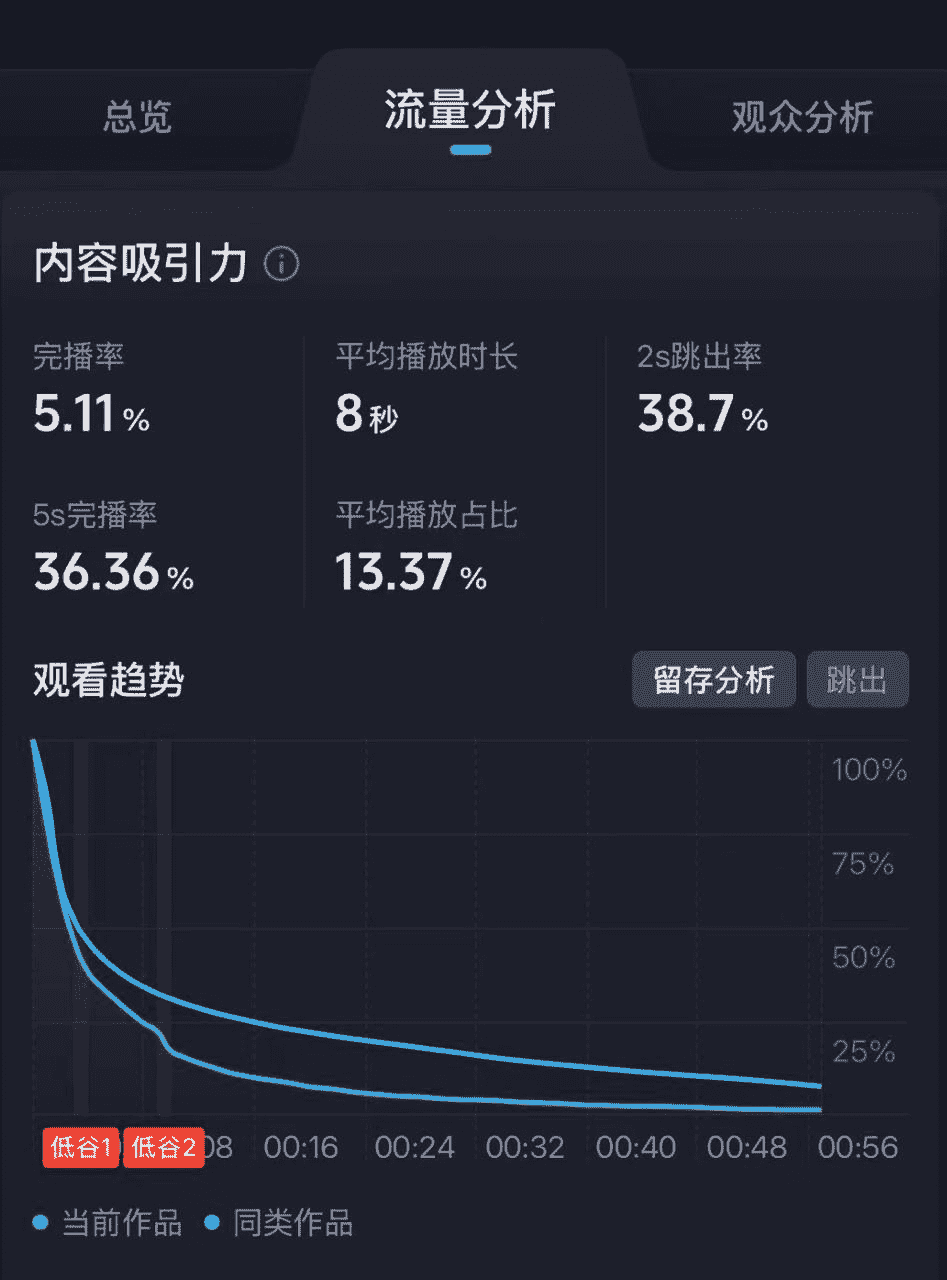 总览 流量分析 观众分析
内容吸引力
完播率 平均播放时长 2s跳出率
5.11% 8秒 38.7%
5s完播率 平均播放占比
36.36% 13.37%
观看趋势 留存分析 跳出
100%
75%
50%
25%
低谷1 低谷2 08 00:16 00:24 00:32 00:40 00:48 00:56
当前作品 同类作品